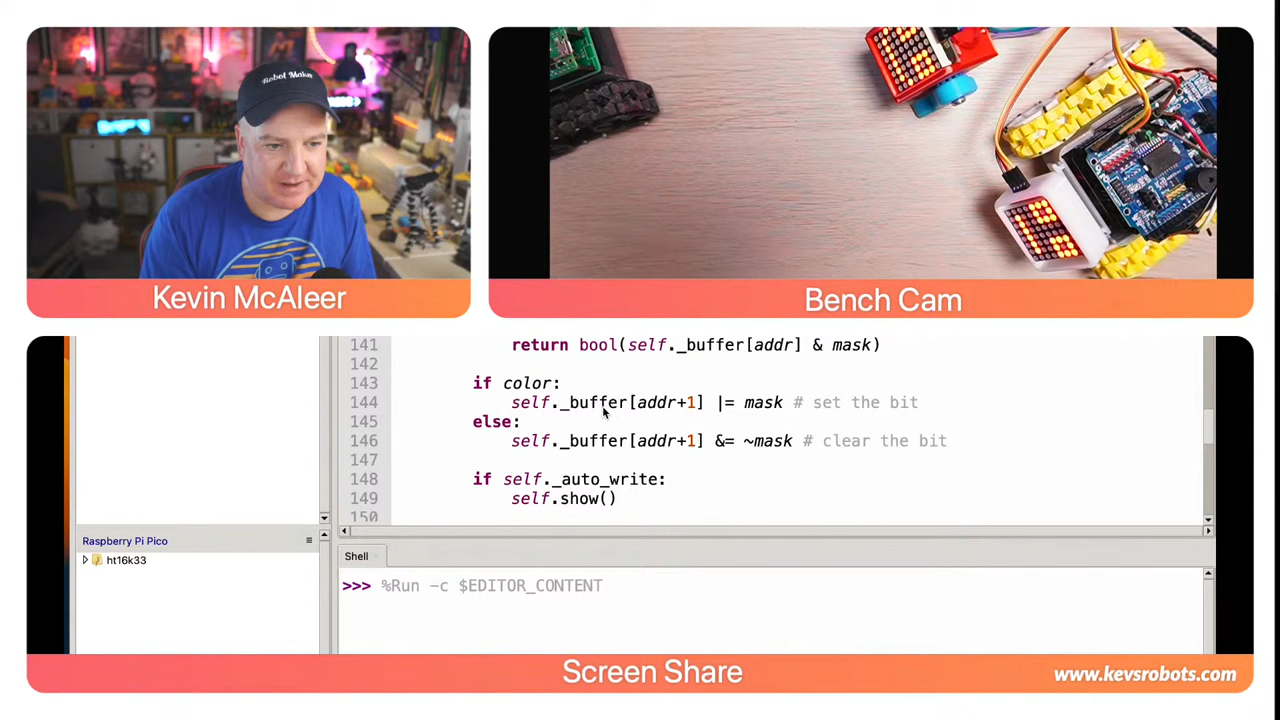 Robot Maker
Kevin McAleer
Bench Cam
141 return bool(self._buffer[addr] & mask)
142
143 if color:
144 self._buffer[addr+1] |= mask # set the bit
145 else:
146 self._buffer[addr+1] &= ~mask # clear the bit
147
148 if self._auto_write:
149 self.show()
150
Raspberry Pi Pico
ht16k33
Shell
>>> %Run -c $EDITOR_CONTENT
Screen Share
www.kevsrobots.com